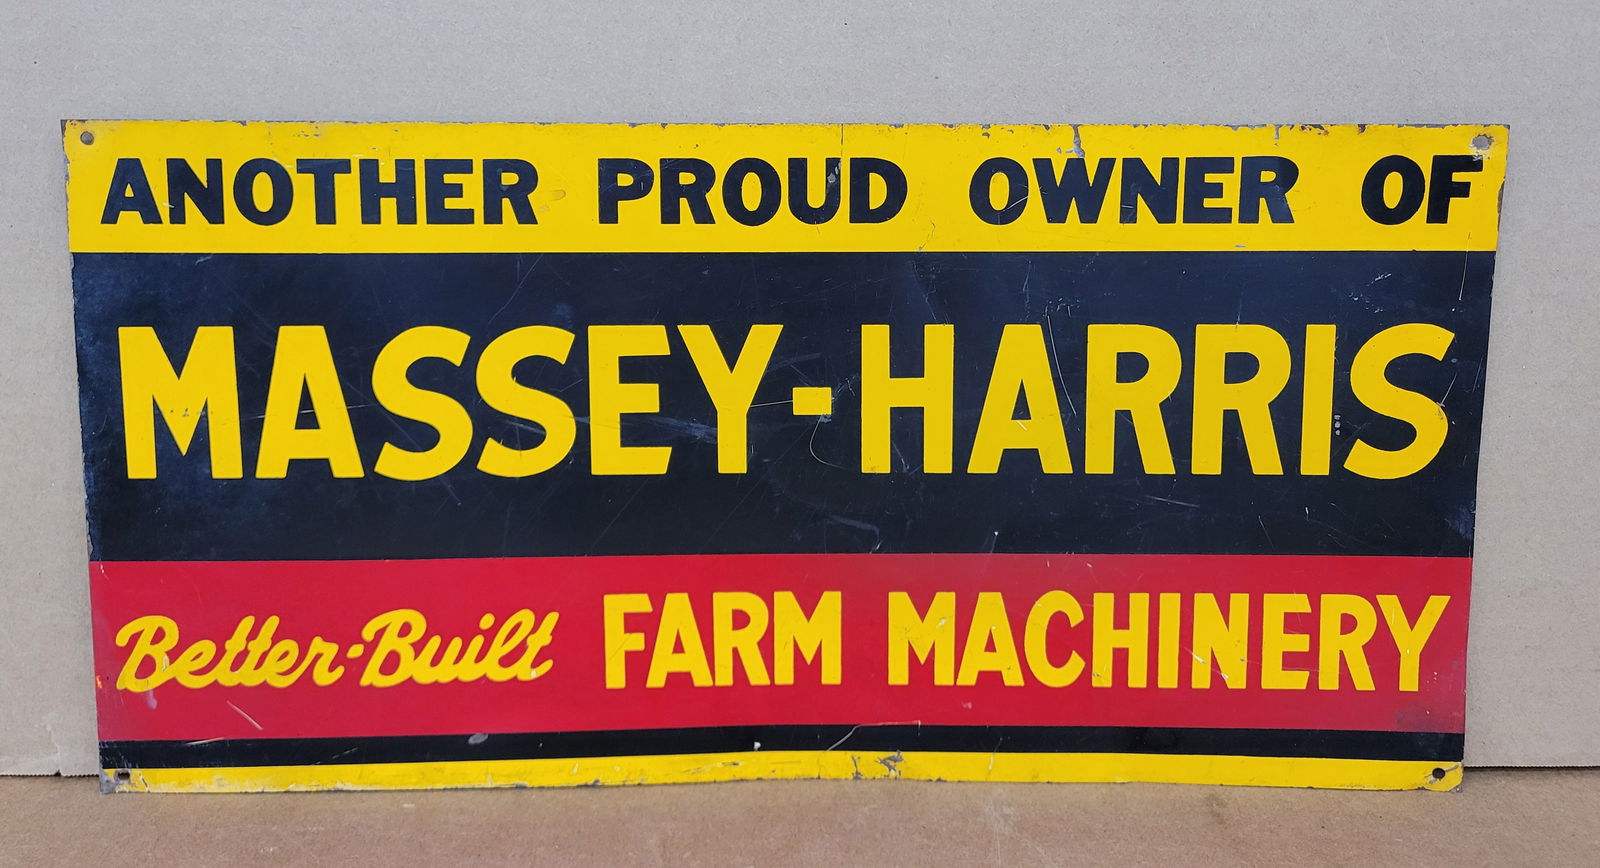 ANOTHER PROUD OWNER OF
MASSEY-HARRIS
Better-Built FARM MACHINERY